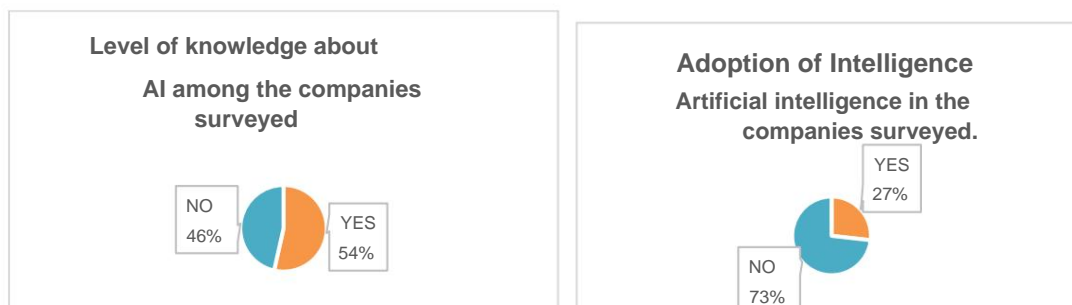 Level of knowledge about
AI among the companies
surveyed
NO
46%
YES
54%
Adoption of Intelligence
Artificial intelligence in the
companies surveyed.
YES
27%
NO
73%